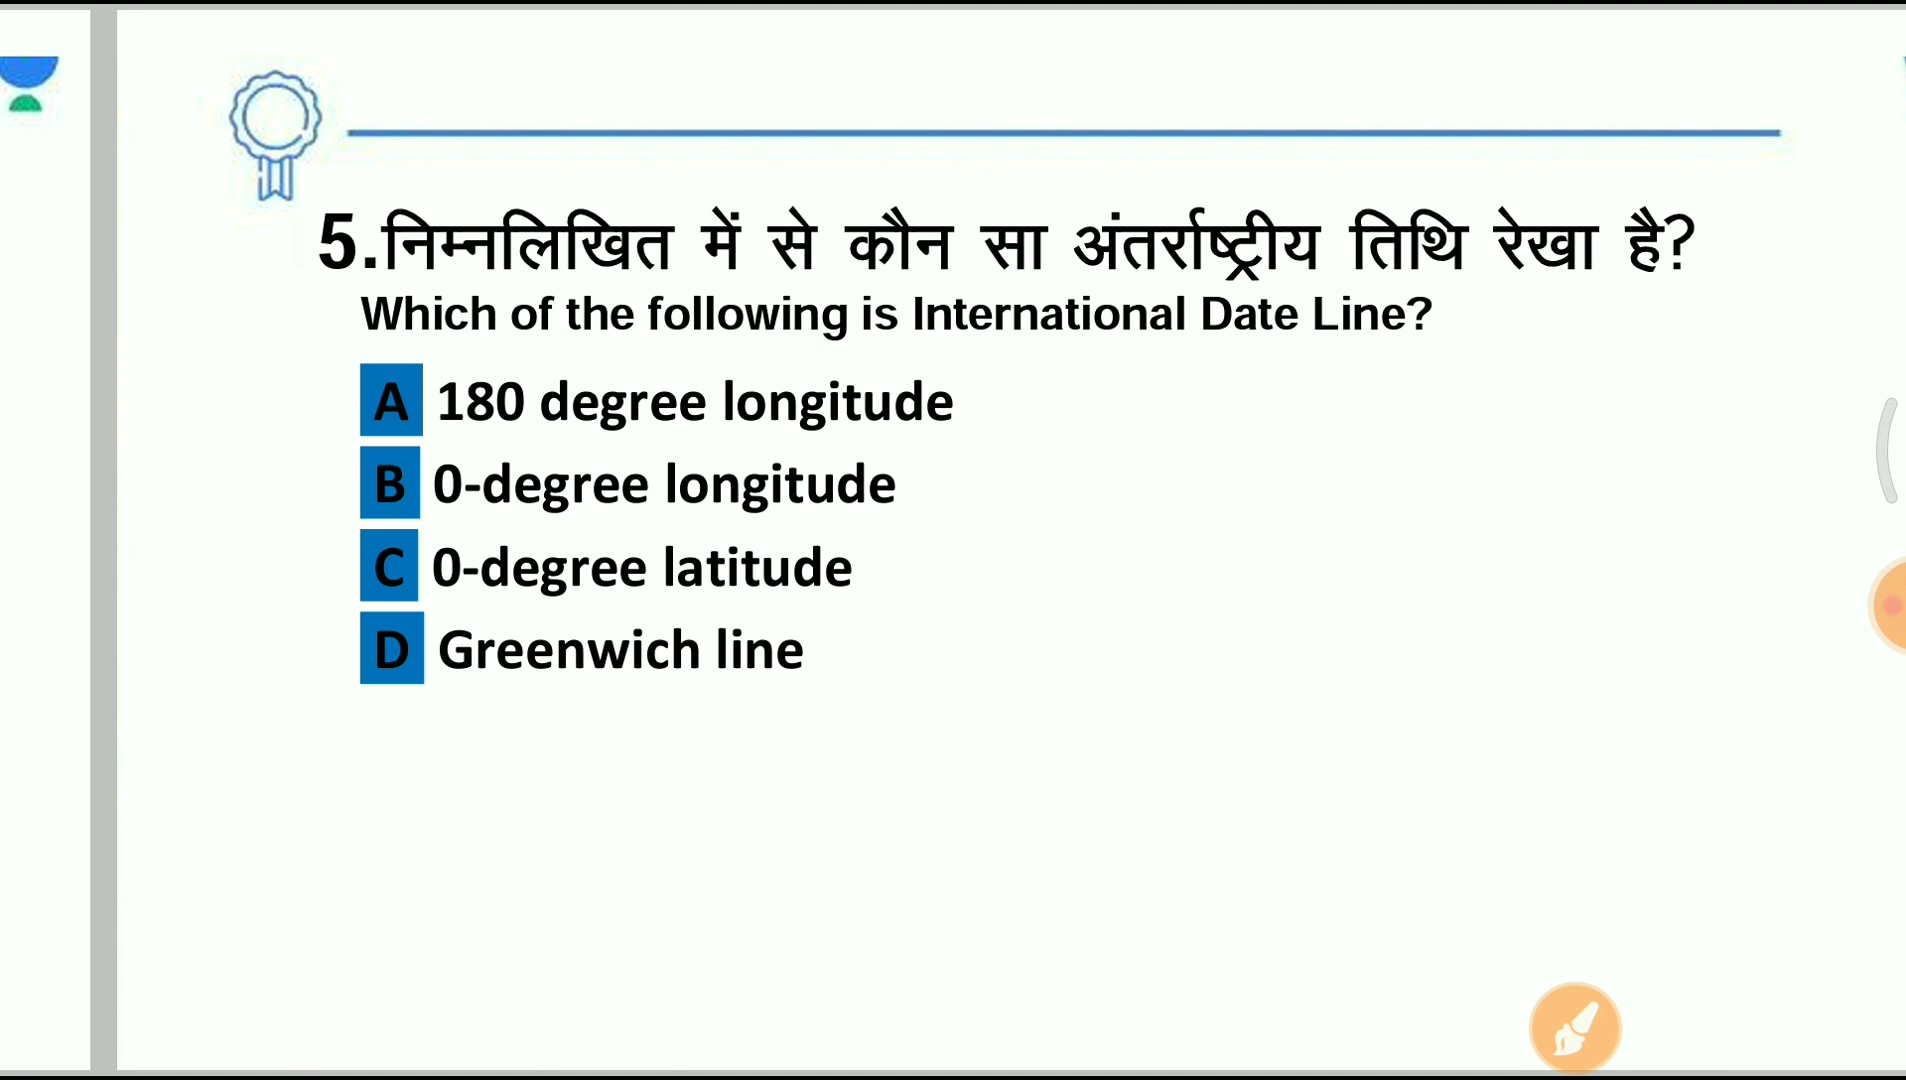 5.निम्नलिखित में से कौन सा अंतर्राष्ट्रीय तिथि रेखा है?
Which of the following is International Date Line?
A 180 degree longitude
B 0-degree longitude
C 0-degree latitude
D Greenwich line